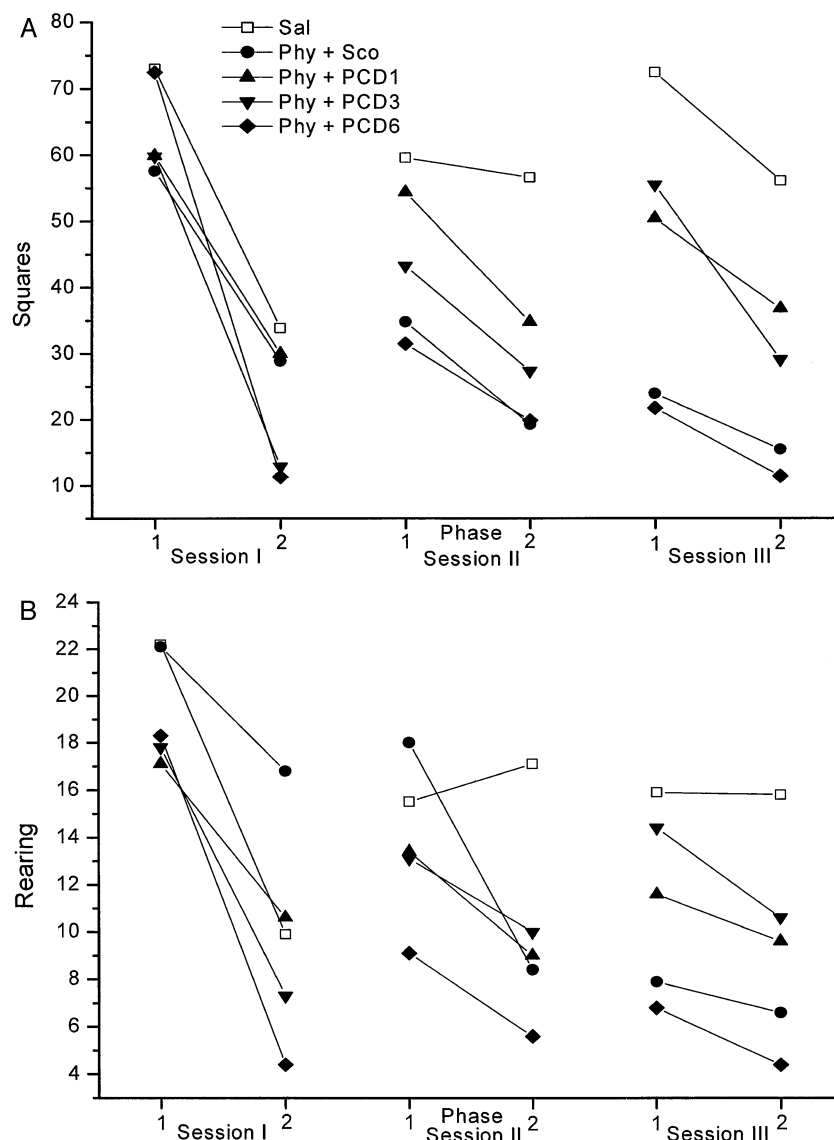 A
Sal
Phy + Sco
Phy + PCD1
Phy + PCD3
Phy + PCD6
80
70
60
50
40
30
20
10
Squares
1 2 1 Phase 2 1 2
Session I Session II Session III
B
24
22
20
18
16
14
12
10
8
6
4
Rearing
1 2 1 Phase 2 1 2
Session I Session II Session III